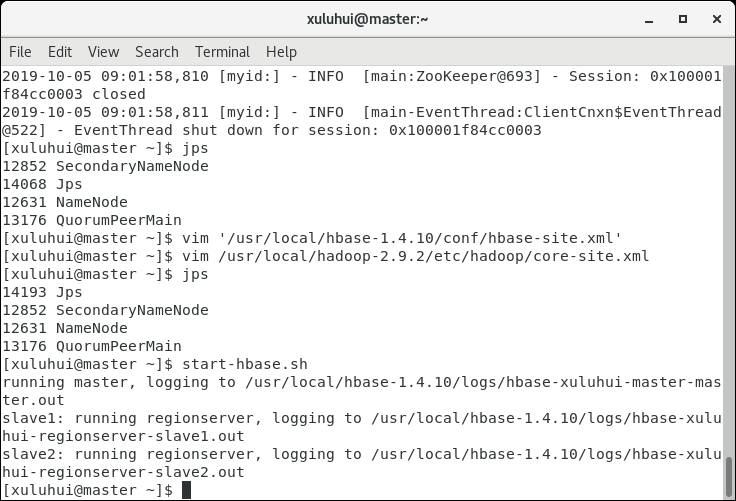 xuluhui@master:~
File Edit View Search Terminal Help
2019-10-05 09:01:58,810 [myid:] - INFO  [main:ZooKeeper@693] - Session: 0x100001
f84cc0003 closed
2019-10-05 09:01:58,811 [myid:] - INFO  [main-EventThread:ClientCnxn$EventThread
@522] - EventThread shut down for session: 0x100001f84cc0003
[xuluhui@master ~]$ jps
12852 SecondaryNameNode
14068 Jps
12631 NameNode
13176 QuorumPeerMain
[xuluhui@master ~]$ vim '/usr/local/hbase-1.4.10/conf/hbase-site.xml'
[xuluhui@master ~]$ vim /usr/local/hadoop-2.9.2/etc/hadoop/core-site.xml
[xuluhui@master ~]$ jps
14193 Jps
12852 SecondaryNameNode
12631 NameNode
13176 QuorumPeerMain
[xuluhui@master ~]$ start-hbase.sh
running master, logging to /usr/local/hbase-1.4.10/logs/hbase-xuluhui-master-mas
ter.out
slave1: running regionserver, logging to /usr/local/hbase-1.4.10/logs/hbase-xulu
hui-regionserver-slave1.out
slave2: running regionserver, logging to /usr/local/hbase-1.4.10/logs/hbase-xulu
hui-regionserver-slave2.out
[xuluhui@master ~]$